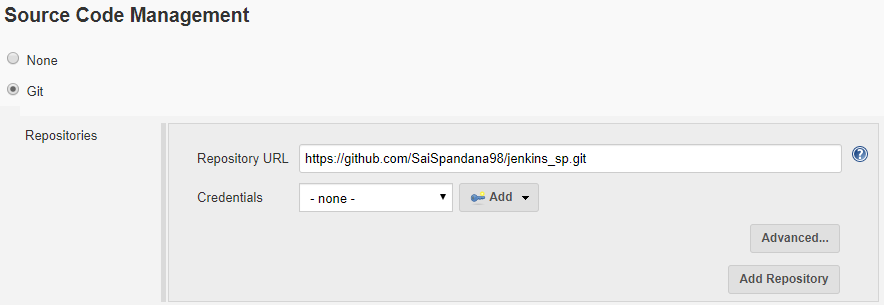 Source Code Management
None
Git
Repositories
Repository URL https://github.com/SaiSpandana98/jenkins_sp.git
Credentials - none - Add
Advanced...
Add Repository